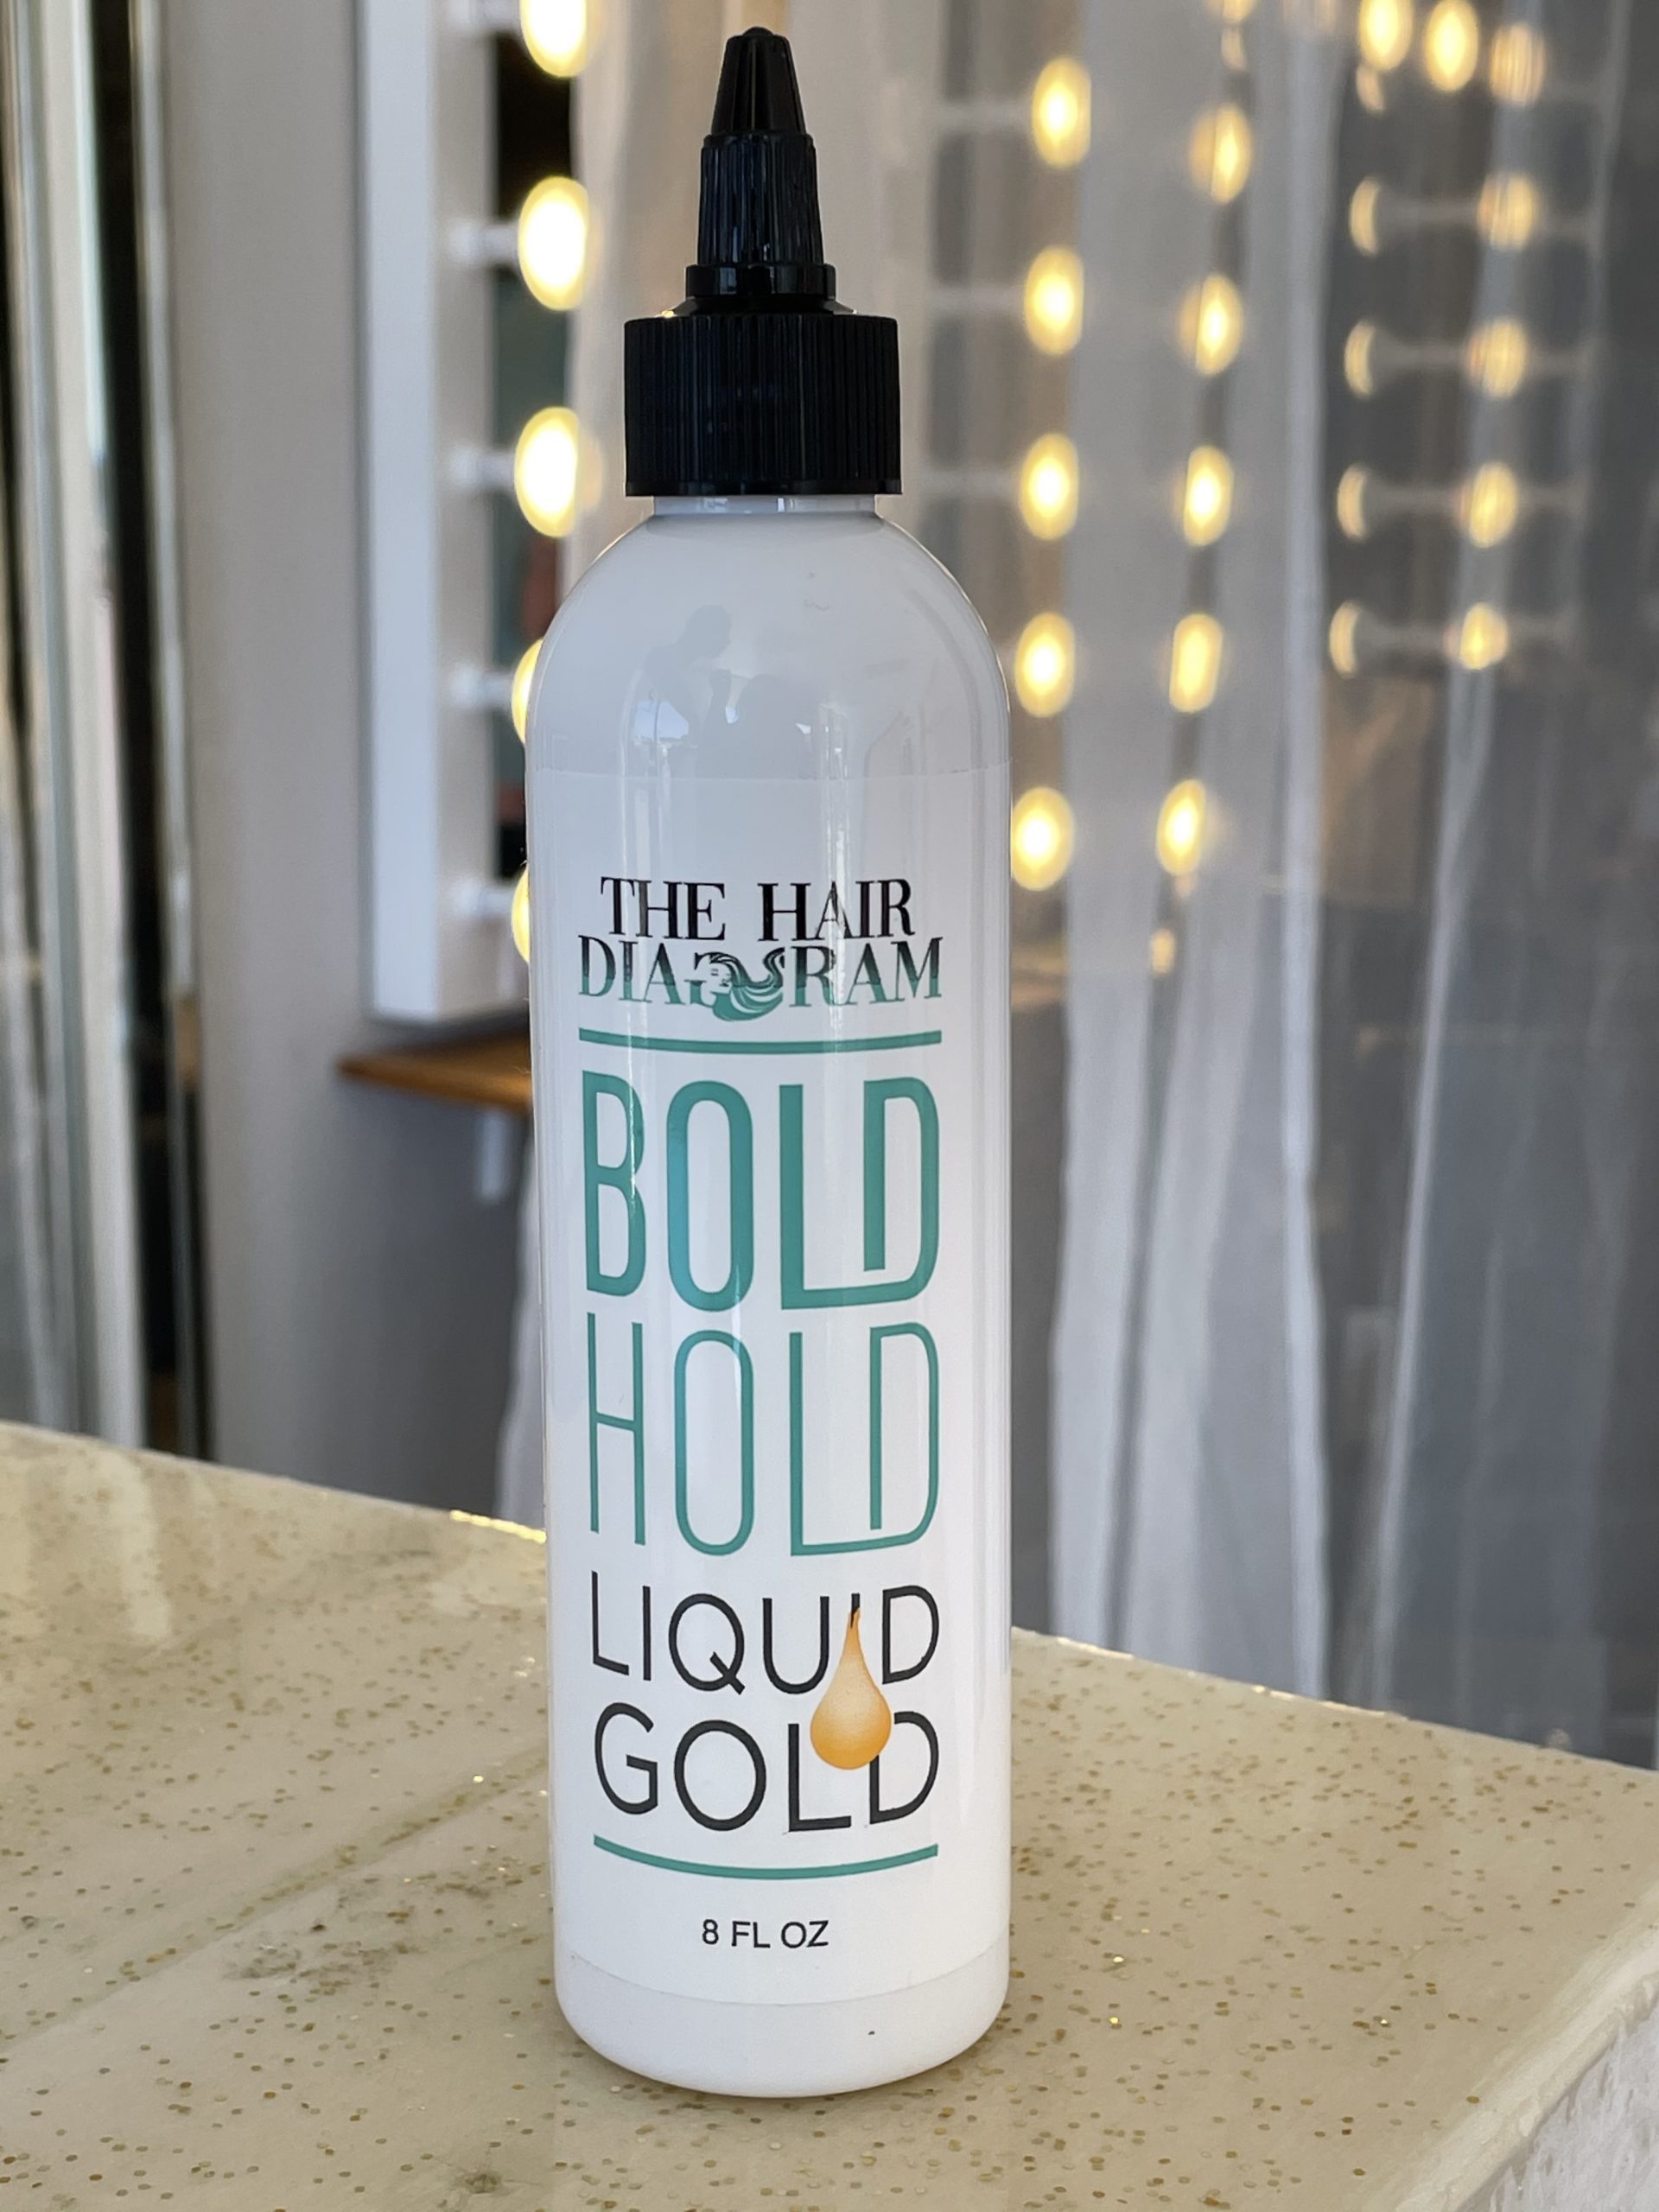 THE HAIR
DIAGRAM
BOLD
HOLD
LIQUID
GOLD
8 FL OZ